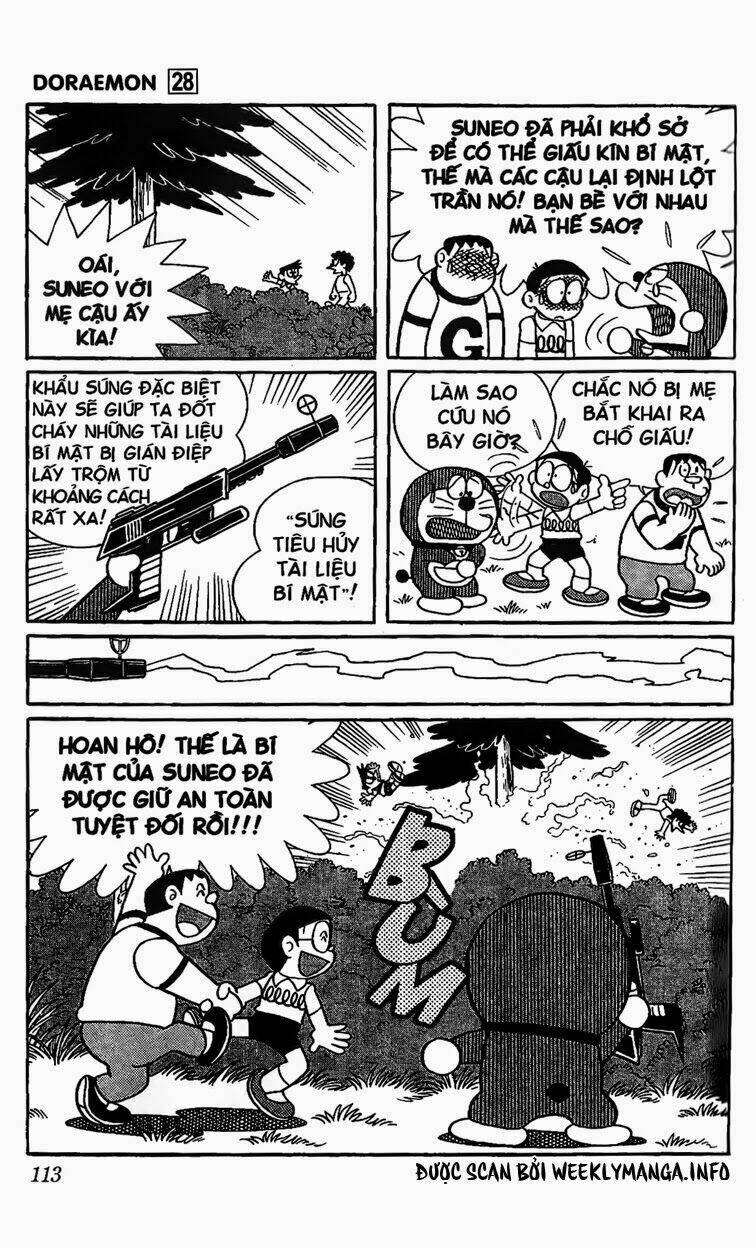 DORAEMON 28
SUNEO ĐÃ PHẢI KHỔ SỞ
ĐỂ CÓ THỂ GIẤU KÍN BÍ MẬT,
THẾ MÀ CÁC CẬU LẠI ĐỊNH LỘT
TRẦN NÓ! BẠN BÈ VỚI NHAU
MÀ THẾ SAO?
G
OÁI,
SUNEO VỚI
MẸ CẬU ẤY
KÌA!
CHẮC NÓ BỊ MẸ
BẮT KHAI RA
CHỖ GIẤU!
LÀM SAO
CỨU NÓ
BÂY GIỜ?
KHẨU SÚNG ĐẶC BIỆT
NÀY SẼ GIÚP TA ĐỐT
CHÁY NHỮNG TÀI LIỆU
BÍ MẬT BỊ GIÁN ĐIỆP
LẤY TRỘM TỪ
KHOẢNG CÁCH
RẤT XA!
"SÚNG
TIÊU HỦY
TÀI LIỆU
BÍ MẬT"!
HOAN HÔ! THẾ LÀ BÍ
MẬT CỦA SUNEO ĐÃ
ĐƯỢC GIỮ AN TOÀN
TUYỆT ĐỐI RỒI!!!
BUM
113
ĐƯỢC SCAN BỞI WEEKLYMANGA.INFO